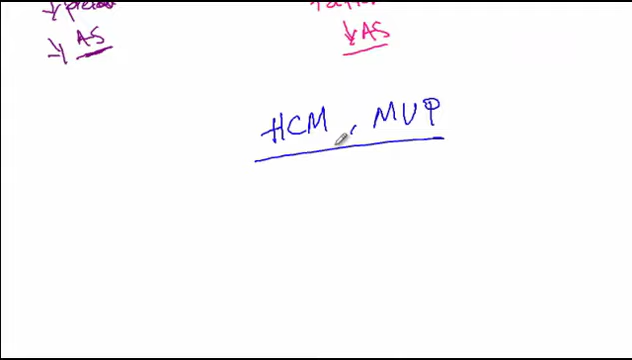 ↓ AS
↓ AS
HCM, MVP